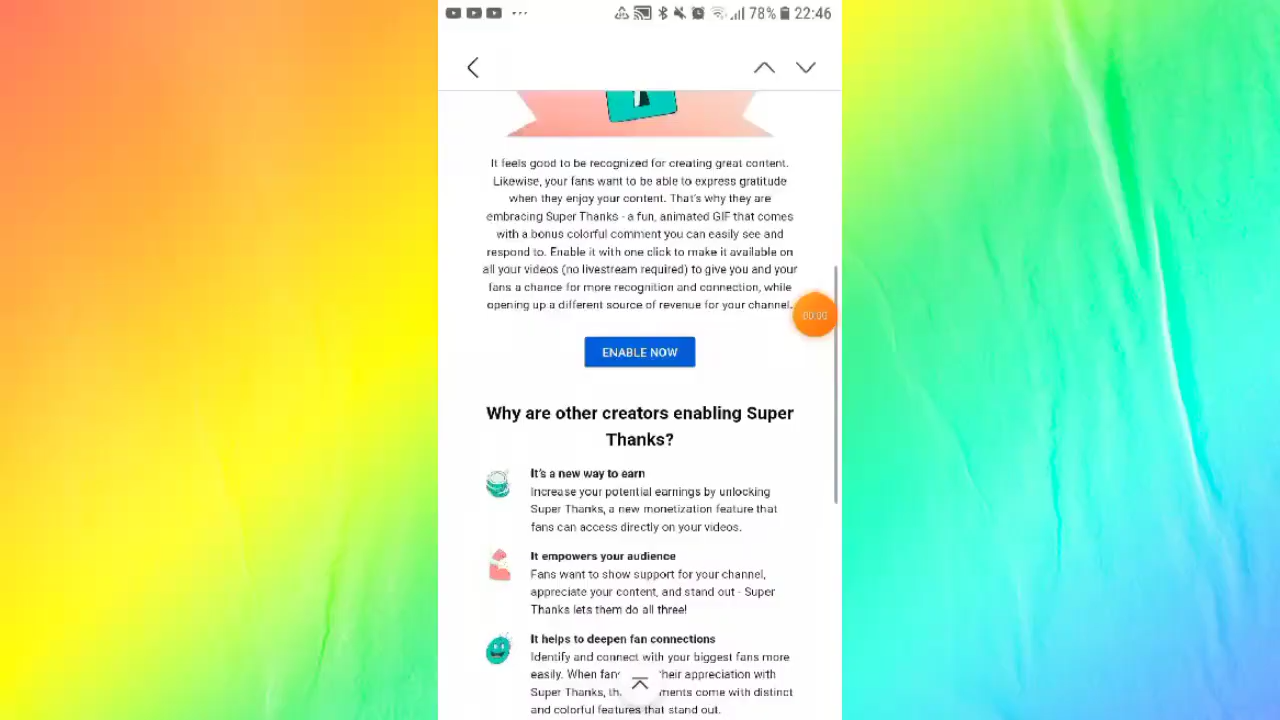 78% 22:46
It feels good to be recognized for creating great content.
Likewise, your fans want to be able to express gratitude
when they enjoy your content. That's why they are
embracing Super Thanks - a fun, animated GIF that comes
with a bonus colorful comment you can easily see and
respond to. Enable it with one click to make it available on
all your videos (no livestream required) to give you and your
fans a chance for more recognition and connection, while
opening up a different source of revenue for your channel.
00:00
ENABLE NOW
Why are other creators enabling Super
Thanks?
It's a new way to earn
Increase your potential earnings by unlocking
Super Thanks, a new monetization feature that
fans can access directly on your videos.
It empowers your audience
Fans want to show support for your channel,
appreciate your content, and stand out - Super
Thanks lets them do all three!
It helps to deepen fan connections
Identify and connect with your biggest fans more
easily. When their appreciation with
Super Thanks, come with distinct
and colorful features that stand out.